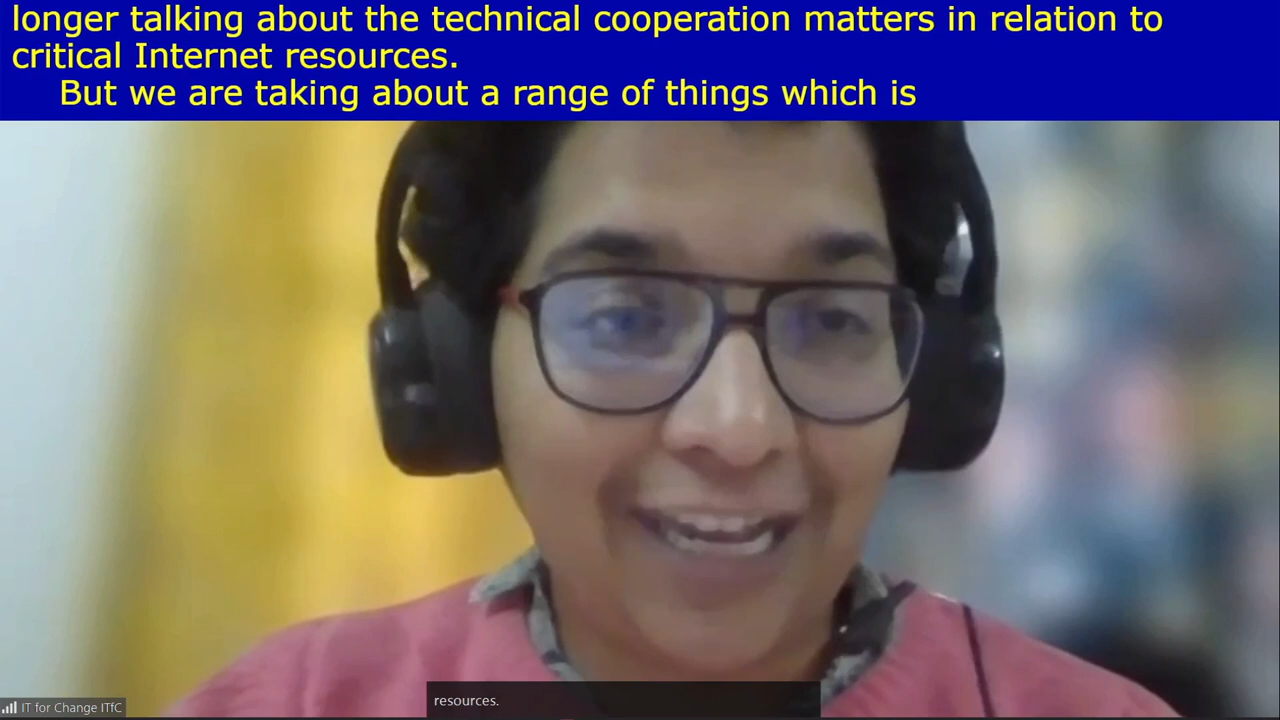 longer talking about the technical cooperation matters in relation to
critical Internet resources.
But we are taking about a range of things which is
resources.
IT for Change ITfC